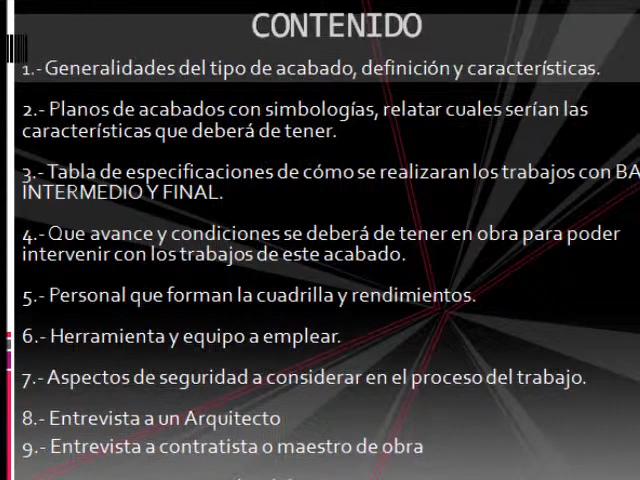 CONTENIDO
1.- Generalidades del tipo de acabado, definición y características.
2.- Planos de acabados con simbologías, relatar cuales serían las
características que deberá de tener.
3.- Tabla de especificaciones de cómo se realizaran los trabajos con BA
INTERMEDIO Y FINAL.
4.- Que avance y condiciones se deberá de tener en obra para poder
intervenir con los trabajos de este acabado.
5.- Personal que forman la cuadrilla y rendimientos.
6.- Herramienta y equipo a emplear.
7.- Aspectos de seguridad a considerar en el proceso del trabajo.
8.- Entrevista a un Arquitecto
9.- Entrevista a contratista o maestro de obra